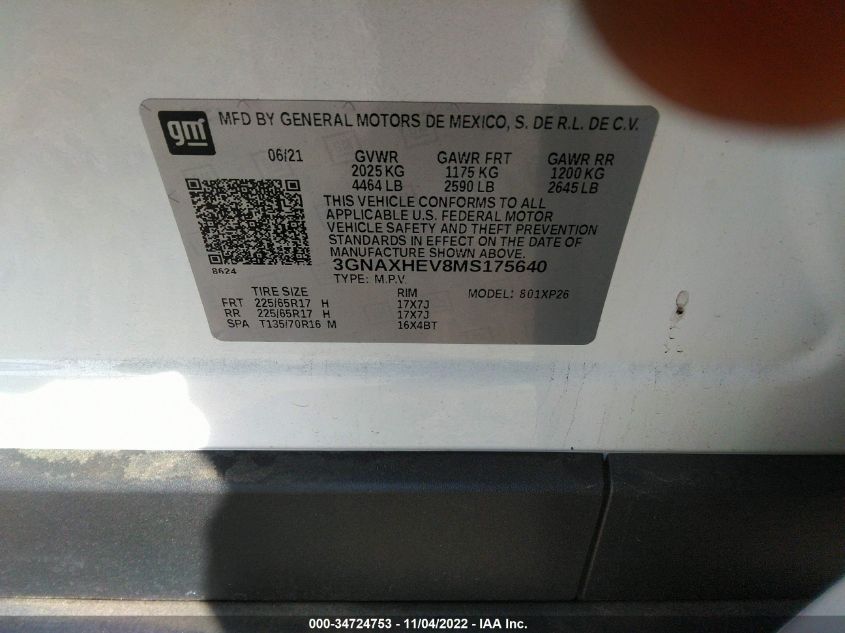 gm MFD BY GENERAL MOTORS DE MEXICO, S. DE R.L. DE C.V.
06/21 GVWR GAWR FRT GAWR RR
2025 KG 1175 KG 1200 KG
4464 LB 2590 LB 2645 LB
THIS VEHICLE CONFORMS TO ALL
APPLICABLE U.S. FEDERAL MOTOR
VEHICLE SAFETY AND THEFT PREVENTION
STANDARDS IN EFFECT ON THE DATE OF
MANUFACTURE SHOWN ABOVE.
8624 3GNAXHEV8MS175640
TYPE: M.P.V.
TIRE SIZE RIM MODEL: 801XP26
FRT 225/65R17 H 17X7J
RR 225/65R17 H 17X7J
SPA T135/70R16 M 16X4BT
000-34724753 - 11/04/2022 - IAA Inc.